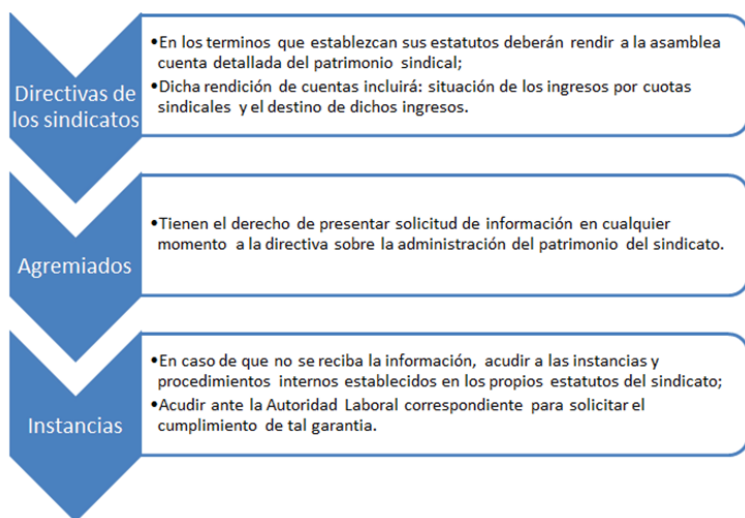 Directivas de
los sindicatos
•En los terminos que establezcan sus estatutos deberán rendir a la asamblea
cuenta detallada del patrimonio sindical;
•Dicha rendición de cuentas incluirá: situación de los ingresos por cuotas
sindicales y el destino de dichos ingresos.
Agremiados
•Tienen el derecho de presentar solicitud de información en cualquier
momento a la directiva sobre la administración del patrimonio del sindicato.
Instancias
•En caso de que no se reciba la información, acudir a las instancias y
procedimientos internos establecidos en los propios estatutos del sindicato;
•Acudir ante la Autoridad Laboral correspondiente para solicitar el
cumplimiento de tal garantia.